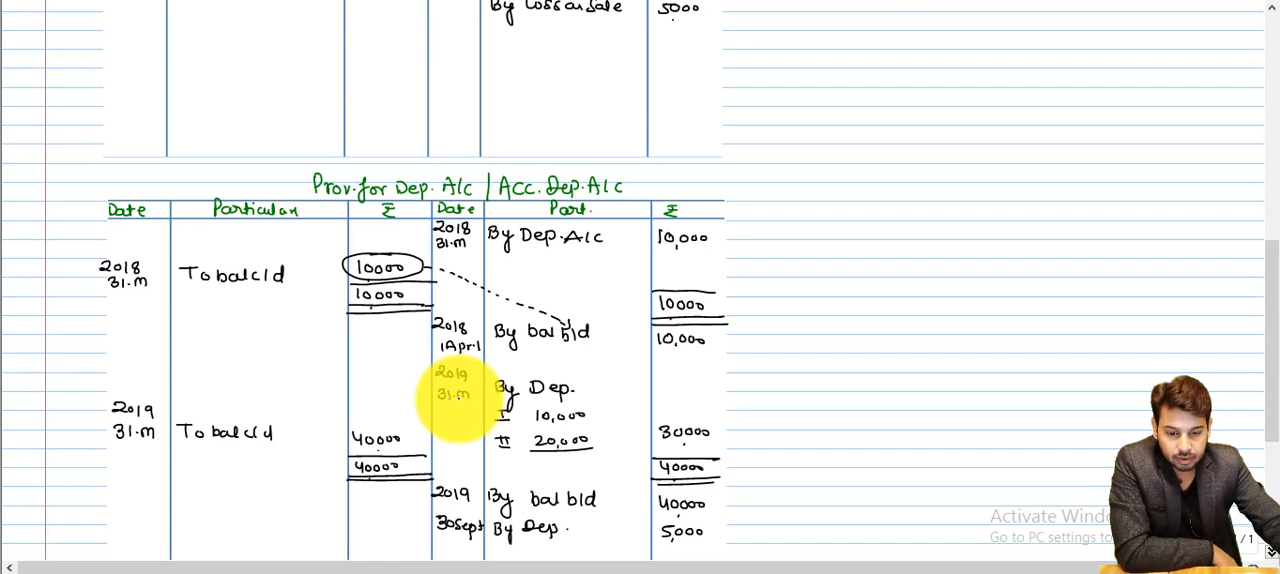 By Loss on Sale 5000
Prov. for Dep. A/c | Acc. Dep. A/c
Date Particulars ₹ Date Part. ₹
2018
31.M By Dep. A/c 10,000
2018
31.M To bal c/d 10000
10000 10000
2018
1 April By bal b/d 10,000
2019
31.M By Dep.
I 10,000
2019
31.M To bal c/d 40000 II 20,000 30000
40000 40000
2019 By bal b/d 40000
30 Sept By Dep. 5,000
Go to PC settings to
/ 1